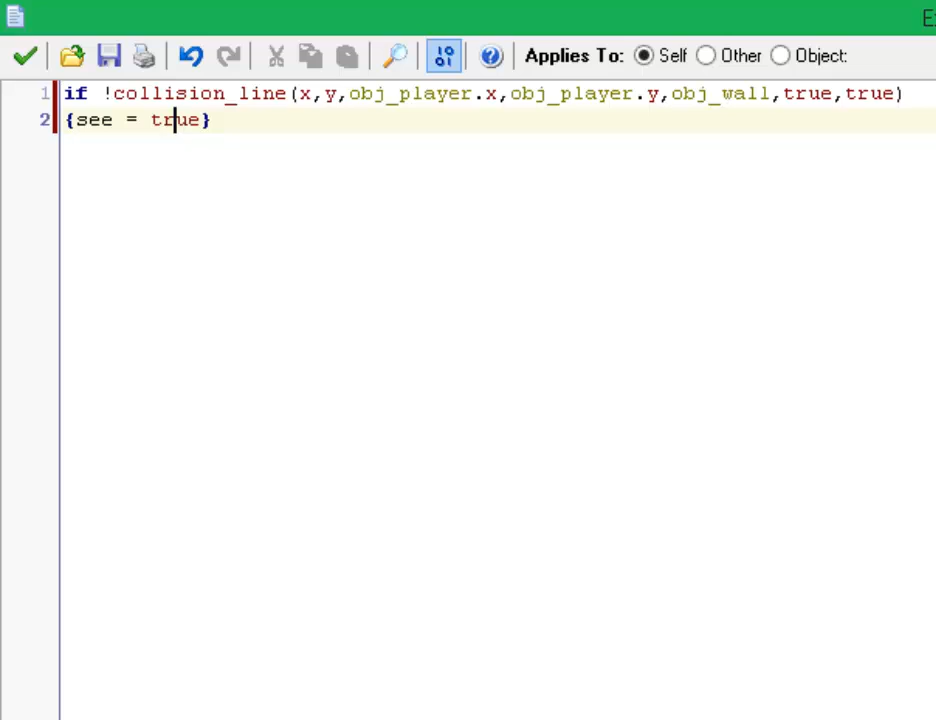 E
Applies To: Self Other Object:
1 if !collision_line(x,y,obj_player.x,obj_player.y,obj_wall,true,true)
2 {see = true}